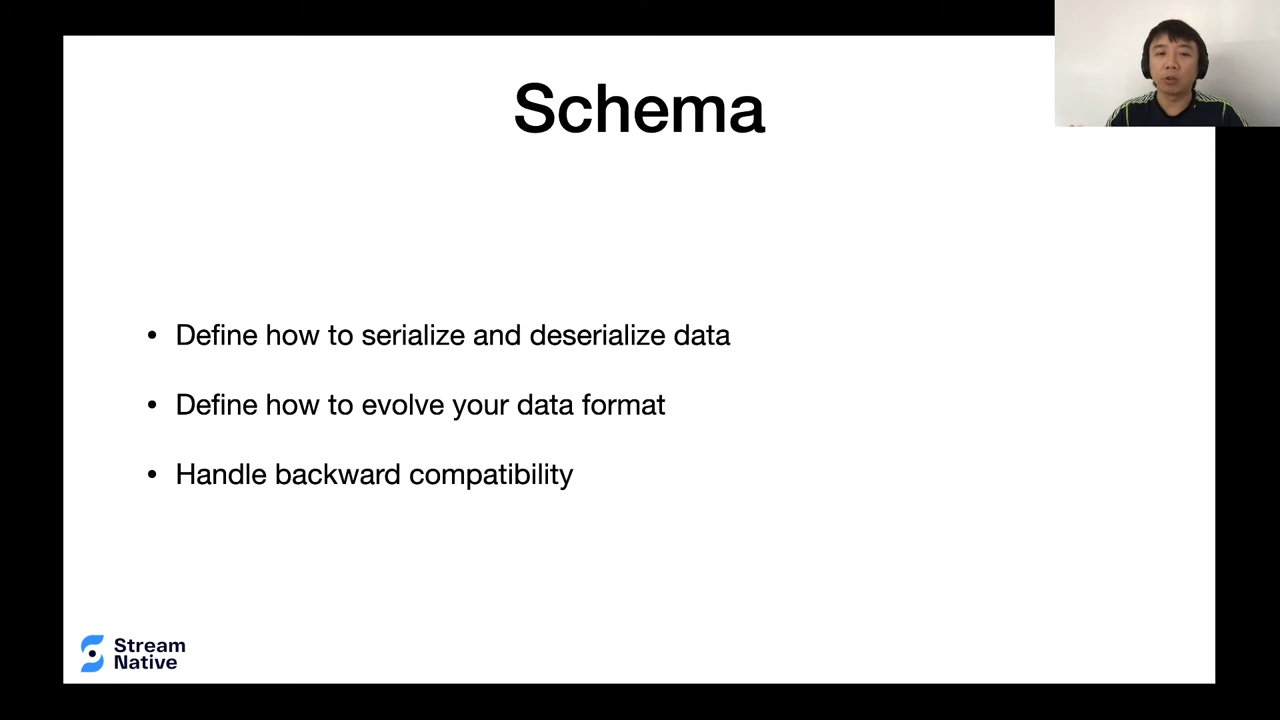 Schema
• Define how to serialize and deserialize data
• Define how to evolve your data format
• Handle backward compatibility
Stream
Native